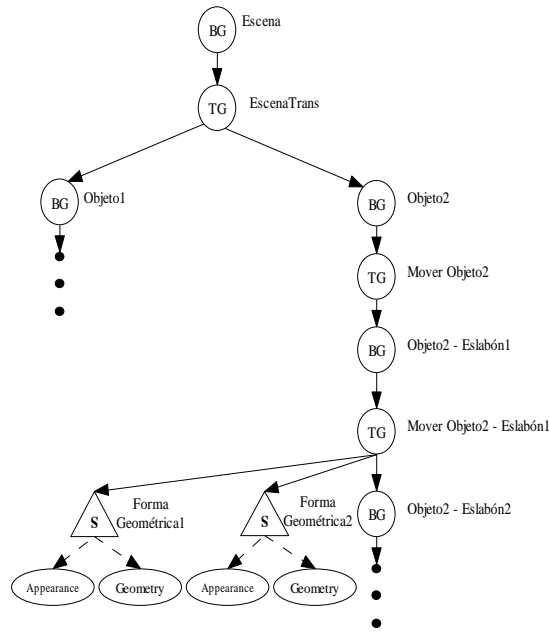 Escena
BG
EscenaTrans
TG
Objeto1
BG
Objeto2
BG
Mover Objeto2
TG
Objeto2 - Eslabón1
BG
Mover Objeto2 - Eslabón1
TG
Forma
Geométrica1
S
Forma
Geométrica2
S
Objeto2 - Eslabón2
BG
Appearance
Geometry
Appearance
Geometry